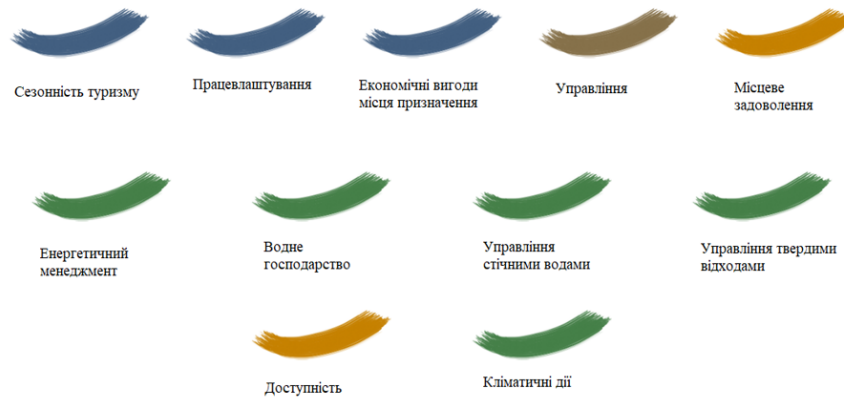 Сезонність туризму
Працевлаштування
Економічні вигоди
місця призначення
Управління
Місцеве
задоволення
Енергетичний
менеджмент
Водне
господарство
Управління
стічними водами
Управління твердими
відходами
Доступність
Кліматичні дії